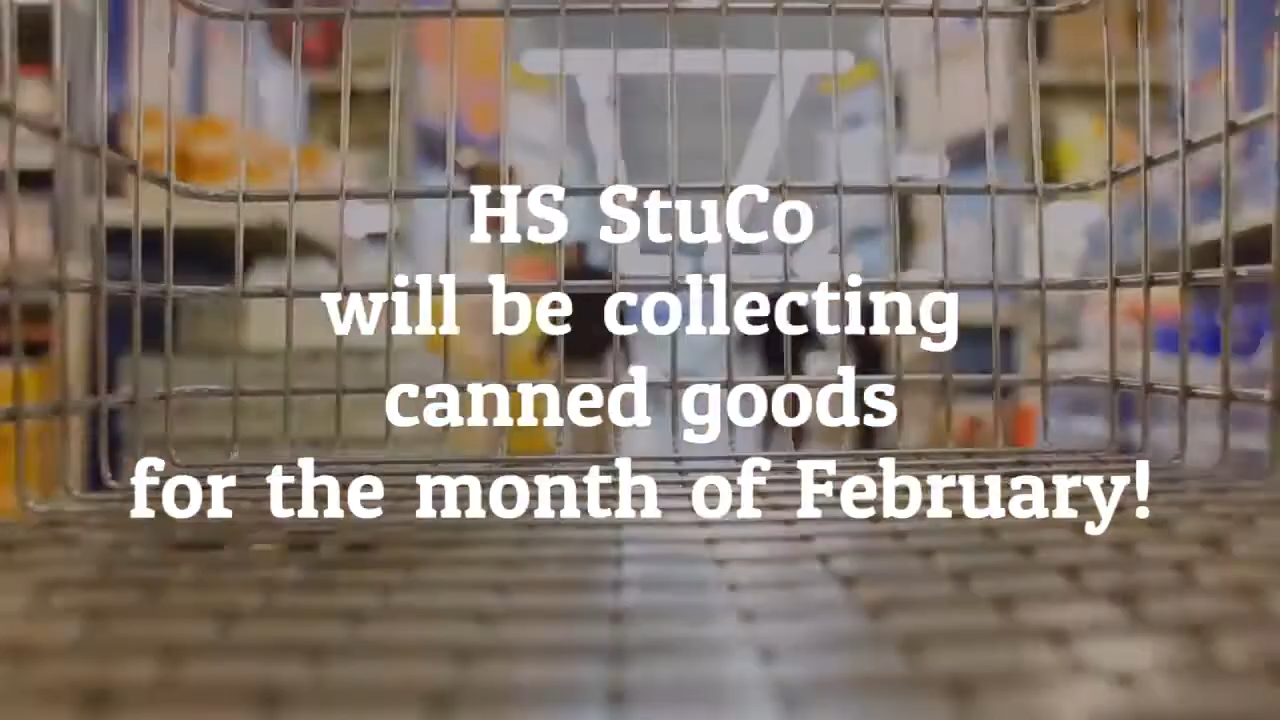 HS StuCo
will be collecting
canned goods
for the month of February!